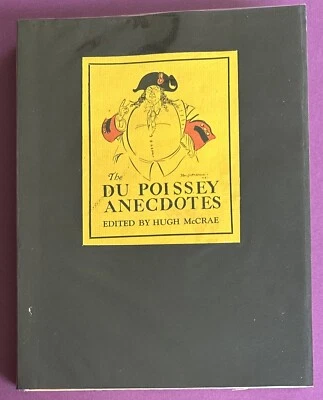 The
DU POISSEY
ANECDOTES
EDITED BY HUGH McCRAE